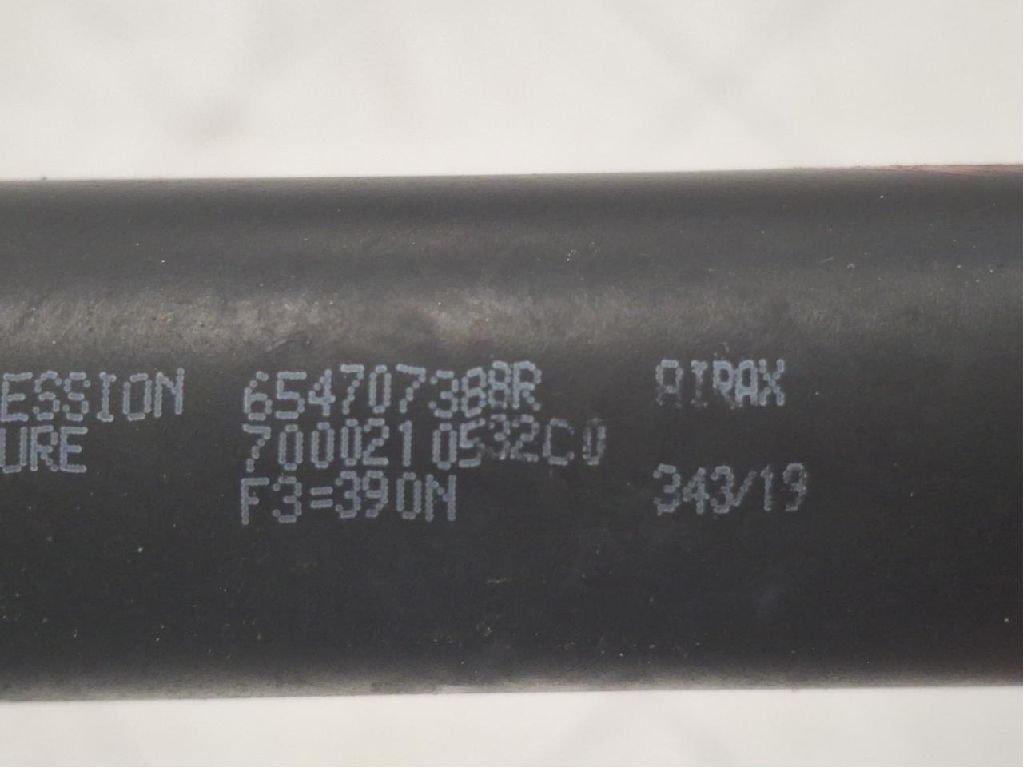 ESSION 654707388R AIRAX
URE 7000210532C0
F3=390N 343/19